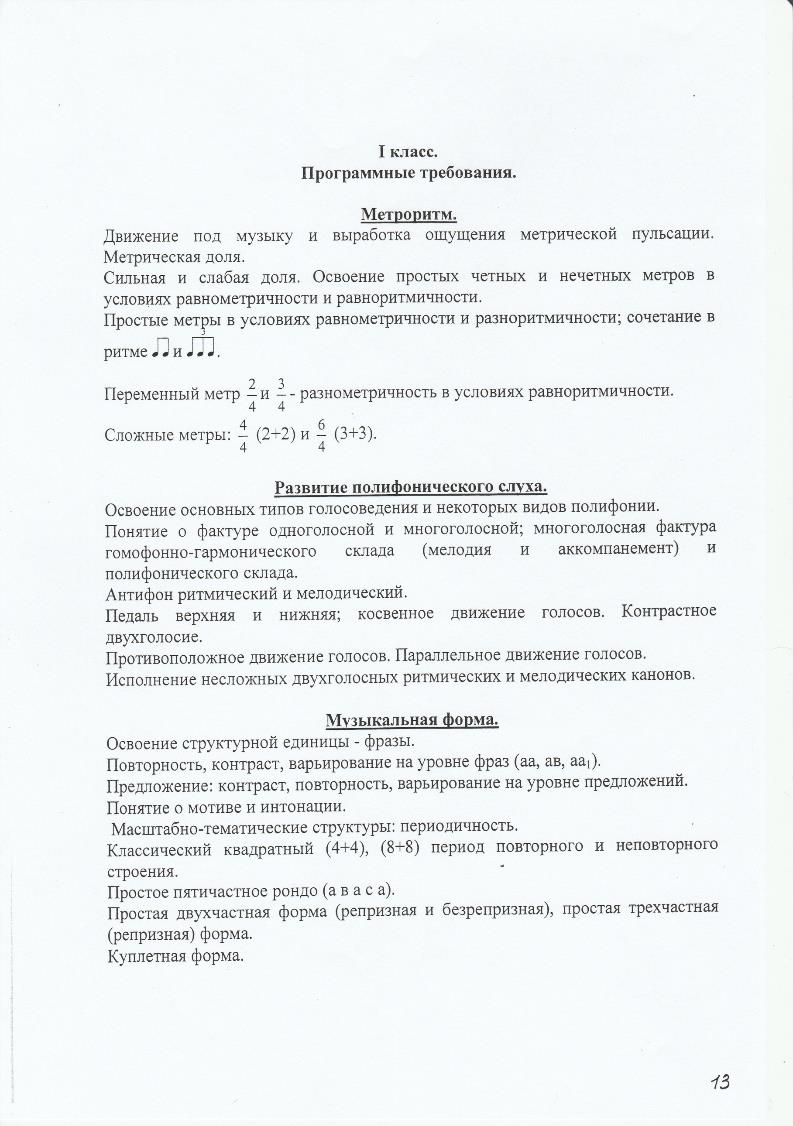 I класс.
Программные требования.
Метроритм.
Движение под музыку и выработка ощущения метрической пульсации.
Метрическая доля.
Сильная и слабая доля. Освоение простых четных и нечетных метров в
условиях равнометричности и равноритмичности.
Простые метры в условиях равнометричности и разноритмичности; сочетание в
ритме ♫ и 3.
Переменный метр 2/4 и 3/4 - разнометричность в условиях равноритмичности.
Сложные метры: 4/4 (2+2) и 6/4 (3+3).
Развитие полифонического слуха.
Освоение основных типов голосоведения и некоторых видов полифонии.
Понятие о фактуре одноголосной и многоголосной; многоголосная фактура
гомофонно-гармонического склада (мелодия и аккомпанемент) и
полифонического склада.
Антифон ритмический и мелодический.
Педаль верхняя и нижняя; косвенное движение голосов. Контрастное
двухголосие.
Противоположное движение голосов. Параллельное движение голосов.
Исполнение несложных двухголосных ритмических и мелодических канонов.
Музыкальная форма.
Освоение структурной единицы - фразы.
Повторность, контраст, варьирование на уровне фраз (аа, ав, аа₁).
Предложение: контраст, повторность, варьирование на уровне предложений.
Понятие о мотиве и интонации.
Масштабно-тематические структуры: периодичность.
Классический квадратный (4+4), (8+8) период повторного и неповторного
строения.
Простое пятичастное рондо (а в а с а).
Простая двухчастная форма (репризная и безрепризная), простая трехчастная
(репризная) форма.
Куплетная форма.
13